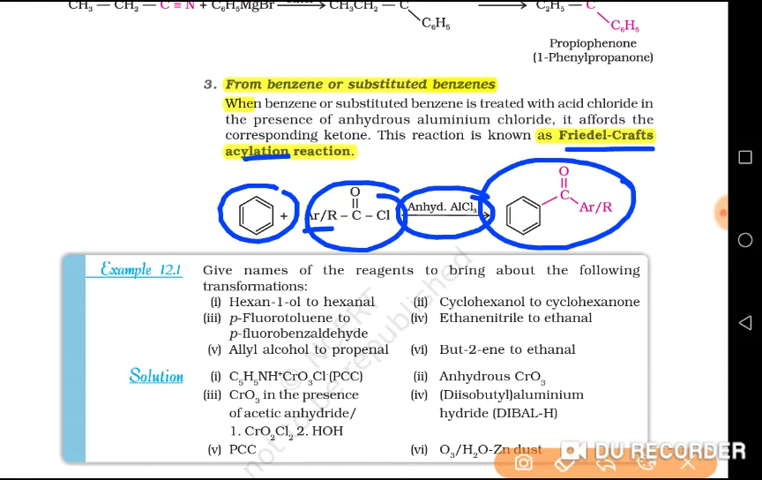 CH₃ — CH₂ — C ≡ N + C₆H₅MgBr CH₃CH₂ — C C₂H₅ — C
C₆H₅ C₆H₅
Propiophenone
(1-Phenylpropanone)
3. From benzene or substituted benzenes
When benzene or substituted benzene is treated with acid chloride in
the presence of anhydrous aluminium chloride, it affords the
corresponding ketone. This reaction is known as Friedel-Crafts
acylation reaction.
O O
+ Ar/R – C – Cl Anhyd. AlCl₃ C
Ar/R
Example 12.1 Give names of the reagents to bring about the following
transformations:
(i) Hexan-1-ol to hexanal (ii) Cyclohexanol to cyclohexanone
(iii) p-Fluorotoluene to (iv) Ethanenitrile to ethanal
p-fluorobenzaldehyde
(v) Allyl alcohol to propenal (vi) But-2-ene to ethanal
Solution (i) C₅H₅NH⁺CrO₃Cl⁻(PCC) (ii) Anhydrous CrO₃
(iii) CrO₃ in the presence (iv) (Diisobutyl)aluminium
of acetic anhydride/ hydride (DIBAL-H)
1. CrO₂Cl₂ 2. HOH
(v) PCC (vi) O₃/H₂O-Zn dust
© NCERT
not to be republished
DU RECORDER